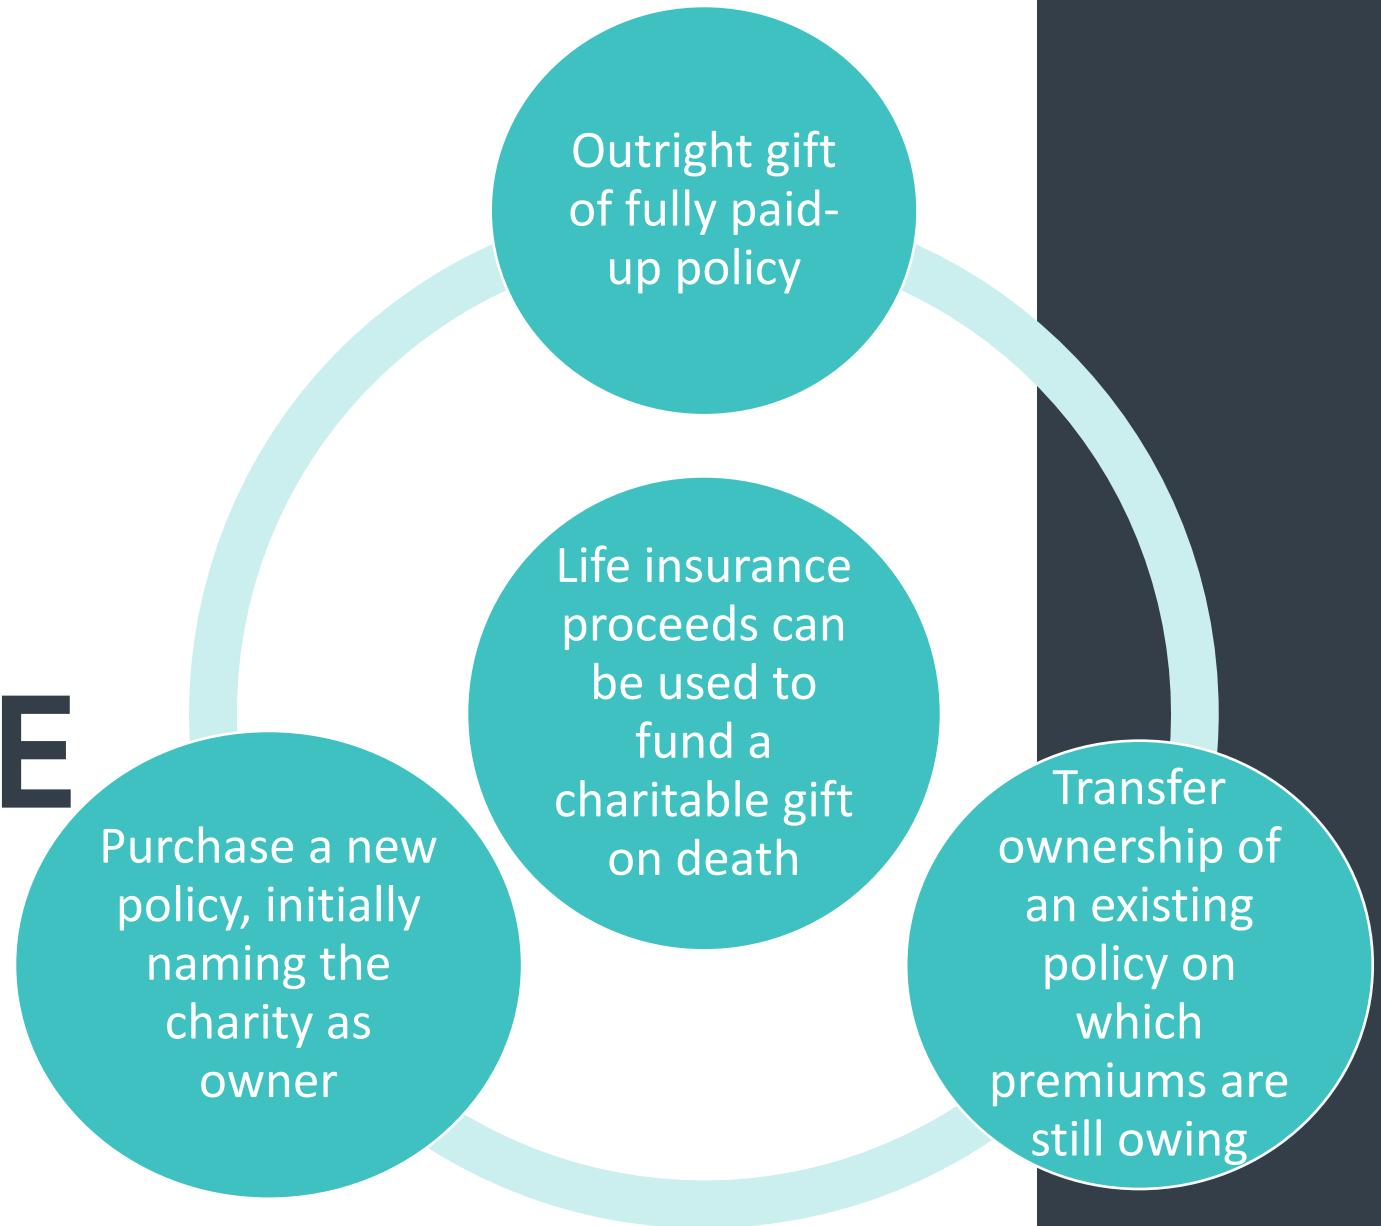 Outright gift
of fully paid-
up policy
Life insurance
proceeds can
be used to
fund a
charitable gift
on death
E
Purchase a new
policy, initially
naming the
charity as
owner
Transfer
ownership of
an existing
policy on
which
premiums are
still owing